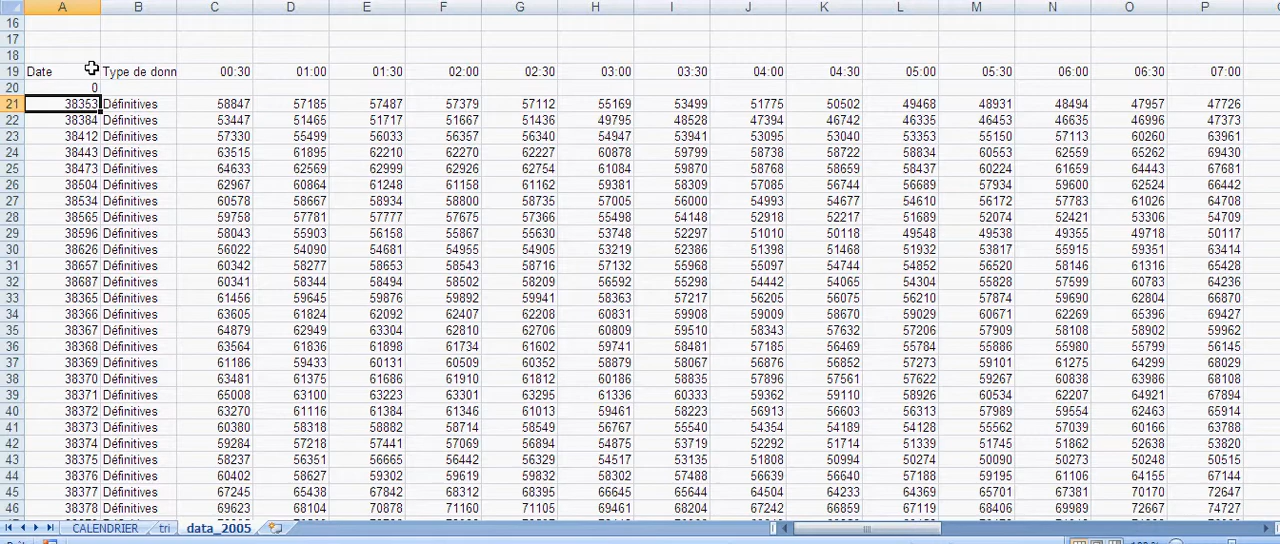 A B C D E F G H I J K L M N O P
16
17
18
19 Date Type de donn 00:30 01:00 01:30 02:00 02:30 03:00 03:30 04:00 04:30 05:00 05:30 06:00 06:30 07:00
20 0
21 38353 Définitives 58847 57185 57487 57379 57112 55169 53499 51775 50502 49468 48931 48494 47957 47726
22 38384 Définitives 53447 51465 51717 51667 51436 49795 48528 47394 46742 46335 46453 46635 46996 47373
23 38412 Définitives 57330 55499 56033 56357 57340 54947 53941 53095 53040 53353 55150 57113 60260 63961
24 38443 Définitives 63515 61895 62210 62270 62227 60878 59799 58738 58722 58834 60553 62559 65262 69430
25 38473 Définitives 64633 62569 62999 62926 62754 61084 59870 58768 58659 58437 60024 61659 64443 67681
26 38504 Définitives 62967 60864 61248 61158 61162 59381 58309 57085 56744 56689 57934 59600 62524 66442
27 38534 Définitives 60578 58667 58934 58800 58735 57005 56000 54993 54677 54610 56172 57783 61026 64708
28 38565 Définitives 59758 57781 57777 57675 57366 55498 54148 52918 52217 51689 52074 52421 53306 54709
29 38596 Définitives 58043 55903 56158 55867 55630 53748 52297 51010 50118 49548 49538 49355 49718 50117
30 38626 Définitives 56022 54090 54681 54955 54905 53219 52386 51398 51468 51932 53817 55915 59351 63414
31 38657 Définitives 60342 58277 58653 58543 58716 57132 55968 55097 54744 54852 56520 58146 61316 65428
32 38687 Définitives 60341 58344 58494 58502 58209 56592 55508 54442 54065 54304 55828 57599 60783 64236
33 38365 Définitives 61456 59645 59876 59892 59941 58363 57217 56205 56075 56210 57874 59690 62804 66870
34 38366 Définitives 63605 61824 62092 62407 62208 60831 59908 59009 58670 59029 60671 62269 65396 69427
35 38367 Définitives 64879 62949 63304 62810 62706 60809 59510 58343 57632 57206 57909 58108 58902 59962
36 38368 Définitives 63564 61836 61898 61734 61602 59741 58484 57185 56469 55784 55886 55580 55799 56145
37 38369 Définitives 61186 59433 60131 60509 60352 58879 58067 56876 56852 57273 59101 61275 64299 68029
38 38370 Définitives 63481 61375 61686 61910 61812 60186 58835 57896 57561 57622 59267 60838 63986 68108
39 38371 Définitives 65008 63100 63223 63301 63295 61336 60333 59362 59110 58926 60534 62207 64921 67894
40 38372 Définitives 63270 61116 61384 61346 61013 59461 58223 56913 56603 56311 57989 59554 62463 65914
41 38373 Définitives 60380 58318 58882 58714 58549 56767 55540 54354 54189 54128 55562 57039 60166 63788
42 38374 Définitives 59284 57218 57441 57069 56894 54875 53719 52292 51714 51339 51745 51862 52638 53820
43 38375 Définitives 58237 56351 56665 56442 56329 54517 53135 51808 50994 50274 50090 50273 50248 50515
44 38376 Définitives 60402 58627 59302 59619 59832 58302 57488 56639 56640 57188 59195 61106 64155 67144
45 38377 Définitives 67245 65438 67842 68312 68395 66645 65644 64504 64233 64369 65701 67381 70170 72647
46 38378 Définitives 69623 68104 70878 71160 71105 69264 68204 67242 66859 67119 68406 69989 72667 74727
CALENDRIER tri data_2005